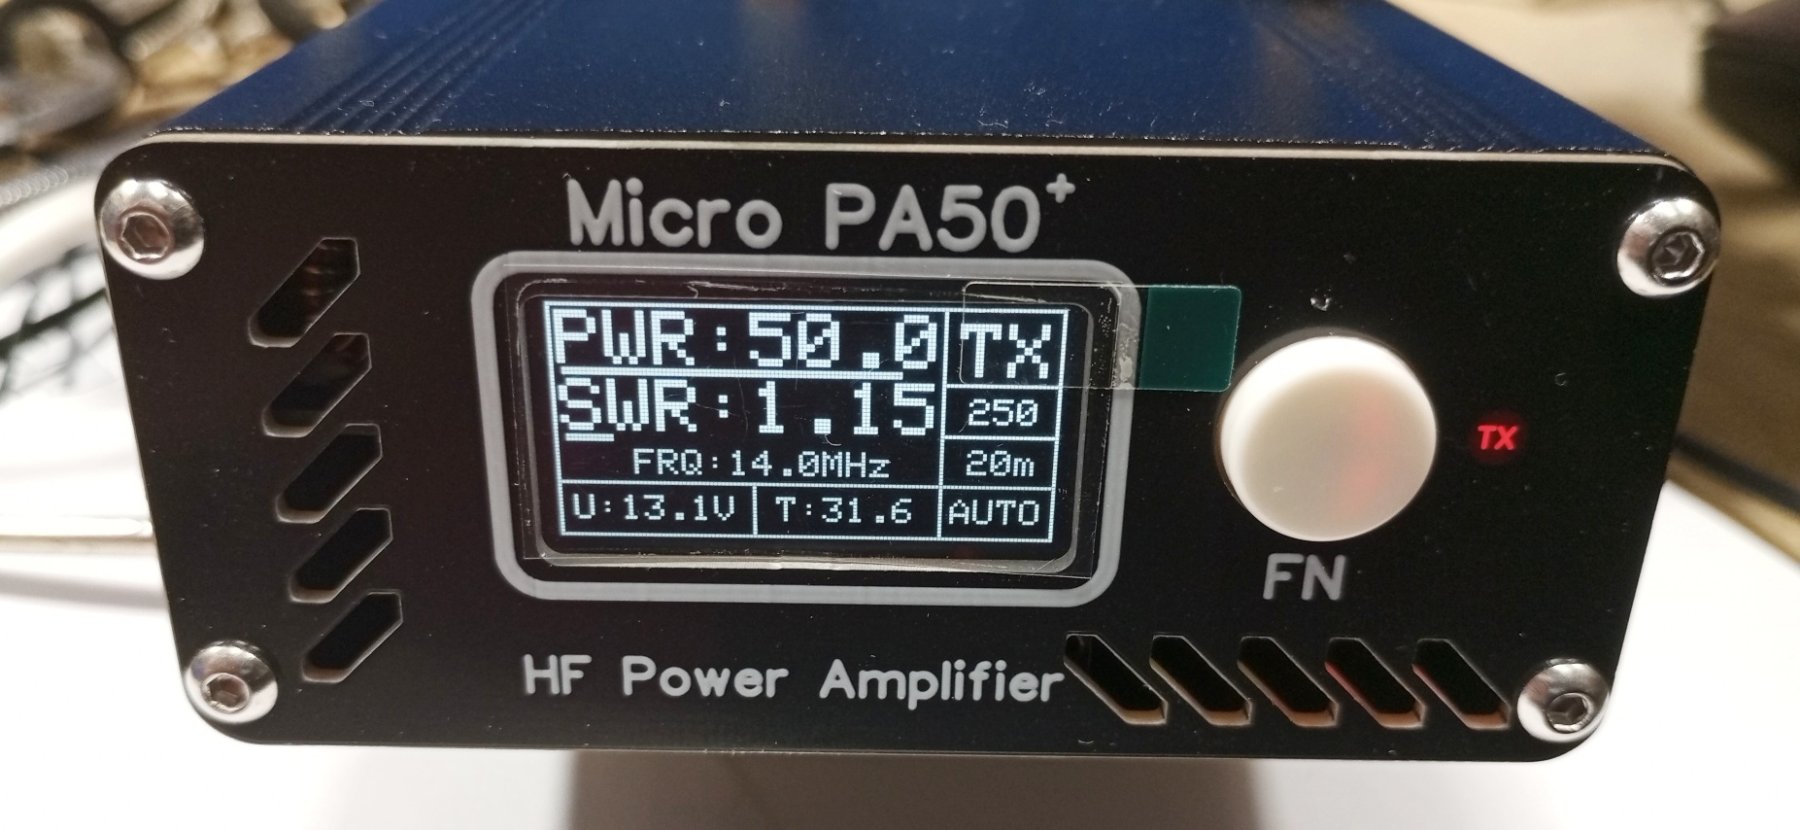 Micro PA50+
PWR:50.0 TX
SWR:1.15 250
FRQ:14.0MHz 20m
U:13.1V T:31.6 AUTO
TX
FN
HF Power Amplifier